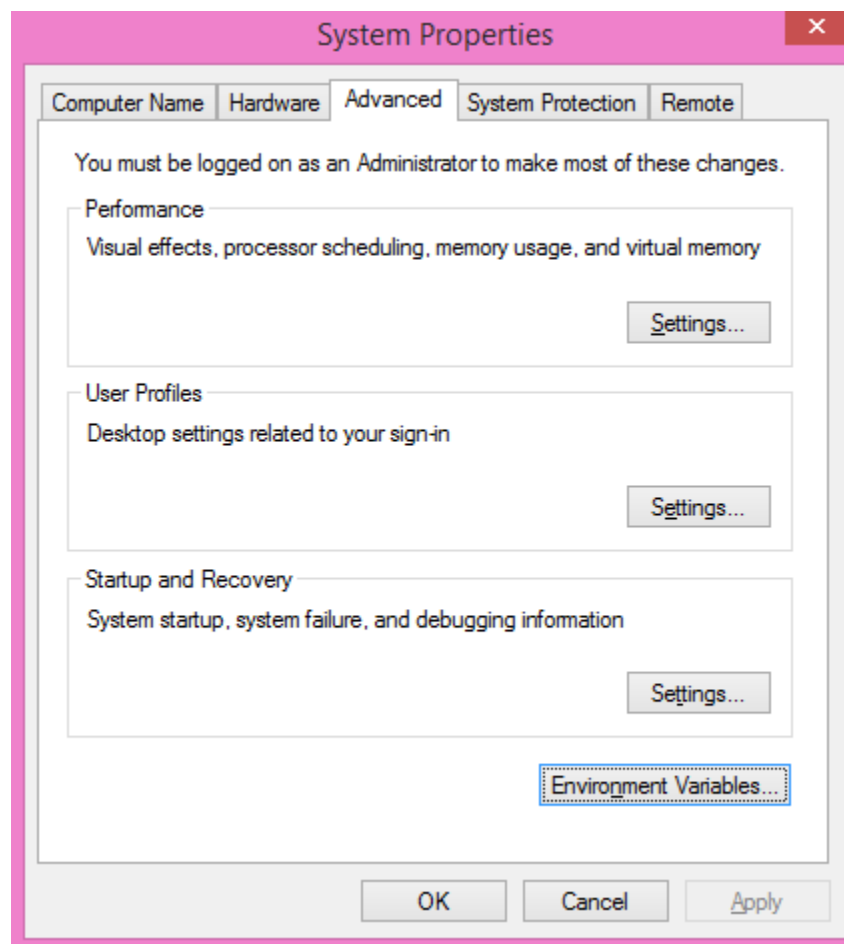 System Properties
Computer Name Hardware Advanced System Protection Remote
You must be logged on as an Administrator to make most of these changes.
Performance
Visual effects, processor scheduling, memory usage, and virtual memory
Settings...
User Profiles
Desktop settings related to your sign-in
Settings...
Startup and Recovery
System startup, system failure, and debugging information
Settings...
Environment Variables...
OK Cancel Apply